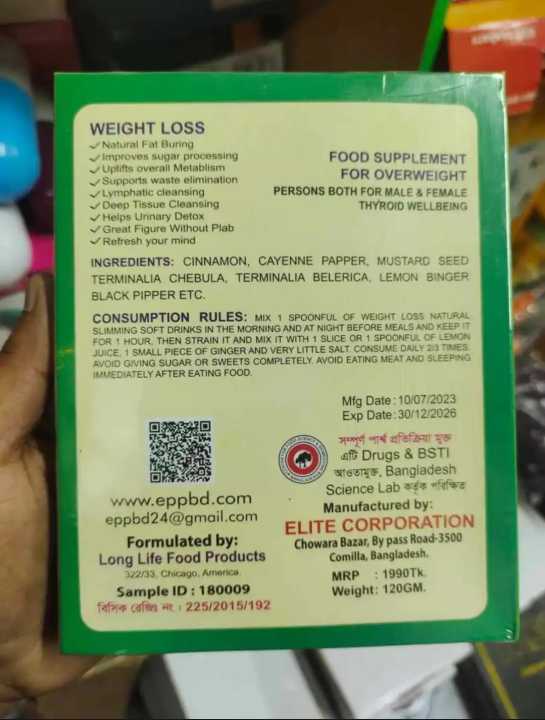 WEIGHT LOSS
✓ Natural Fat Buring
✓ Improves sugar processing
✓ Uplifts overall Metablism
✓ Supports waste elimination
✓ Lymphatic cleansing
✓ Deep Tissue Cleansing
✓ Helps Urinary Detox
✓ Great Figure Without Plab
✓ Refresh your mind
FOOD SUPPLEMENT
FOR OVERWEIGHT
PERSONS BOTH FOR MALE & FEMALE
THYROID WELLBEING
INGREDIENTS: CINNAMON, CAYENNE PAPPER, MUSTARD SEED
TERMINALIA CHEBULA, TERMINALIA BELERICA, LEMON BINGER
BLACK PIPPER ETC.
CONSUMPTION RULES: MIX 1 SPOONFUL OF WEIGHT LOSS NATURAL
SLIMMING SOFT DRINKS IN THE MORNING AND AT NIGHT BEFORE MEALS AND KEEP IT
FOR 1 HOUR. THEN STRAIN IT AND MIX IT WITH 1 SLICE OR 1 SPOONFUL OF LEMON
JUICE, 1 SMALL PIECE OF GINGER AND VERY LITTLE SALT. CONSUME DAILY 2/3 TIMES.
AVOID GIVING SUGAR OR SWEETS COMPLETELY. AVOID EATING MEAT AND SLEEPING
IMMEDIATELY AFTER EATING FOOD.
Mfg Date: 10/07/2023
Exp Date: 30/12/2026
সম্পূর্ণ পার্শ্ব প্রতিক্রিয়া মুক্ত
এটি Drugs & BSTI
আওতামুক্ত, Bangladesh
Science Lab কর্তৃক পরিক্ষিত
www.eppbd.com
eppbd24@gmail.com
Formulated by:
Long Life Food Products
322/33, Chicago, America.
Sample ID : 180009
বিসিক রেজিঃ নং : 225/2015/192
Manufactured by:
ELITE CORPORATION
Chowara Bazar, By pass Road-3500
Comilla, Bangladesh.
MRP : 1990Tk.
Weight: 120GM.